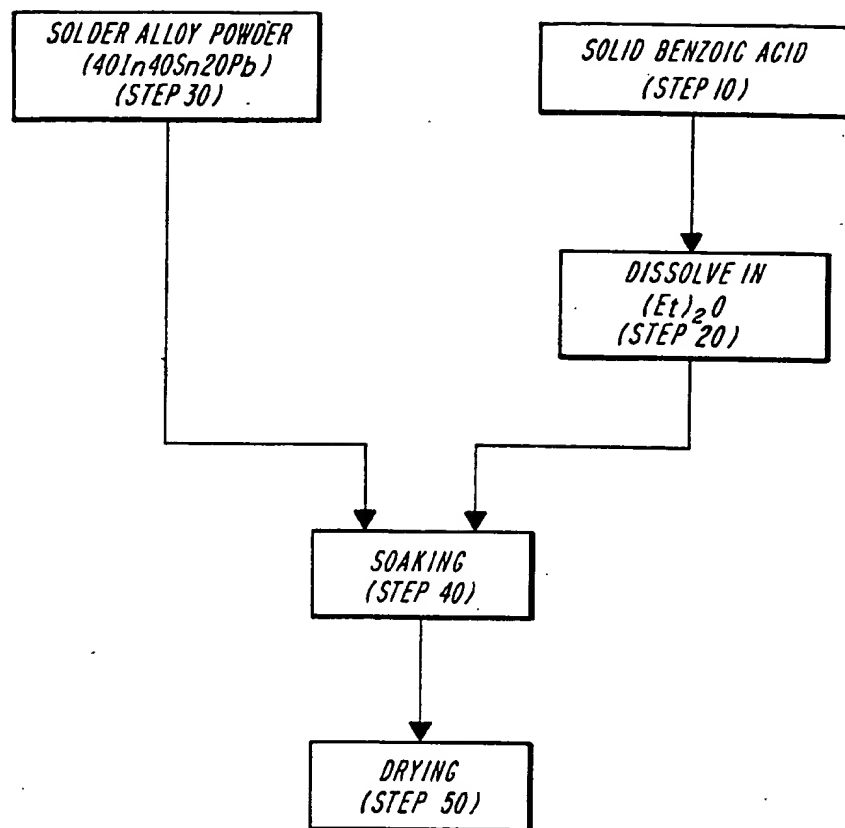 SOLDER ALLOY POWDER
(40In40Sn20Pb)
(STEP 30)
SOLID BENZOIC ACID
(STEP 10)
DISSOLVE IN
(Et)₂O
(STEP 20)
SOAKING
(STEP 40)
DRYING
(STEP 50)